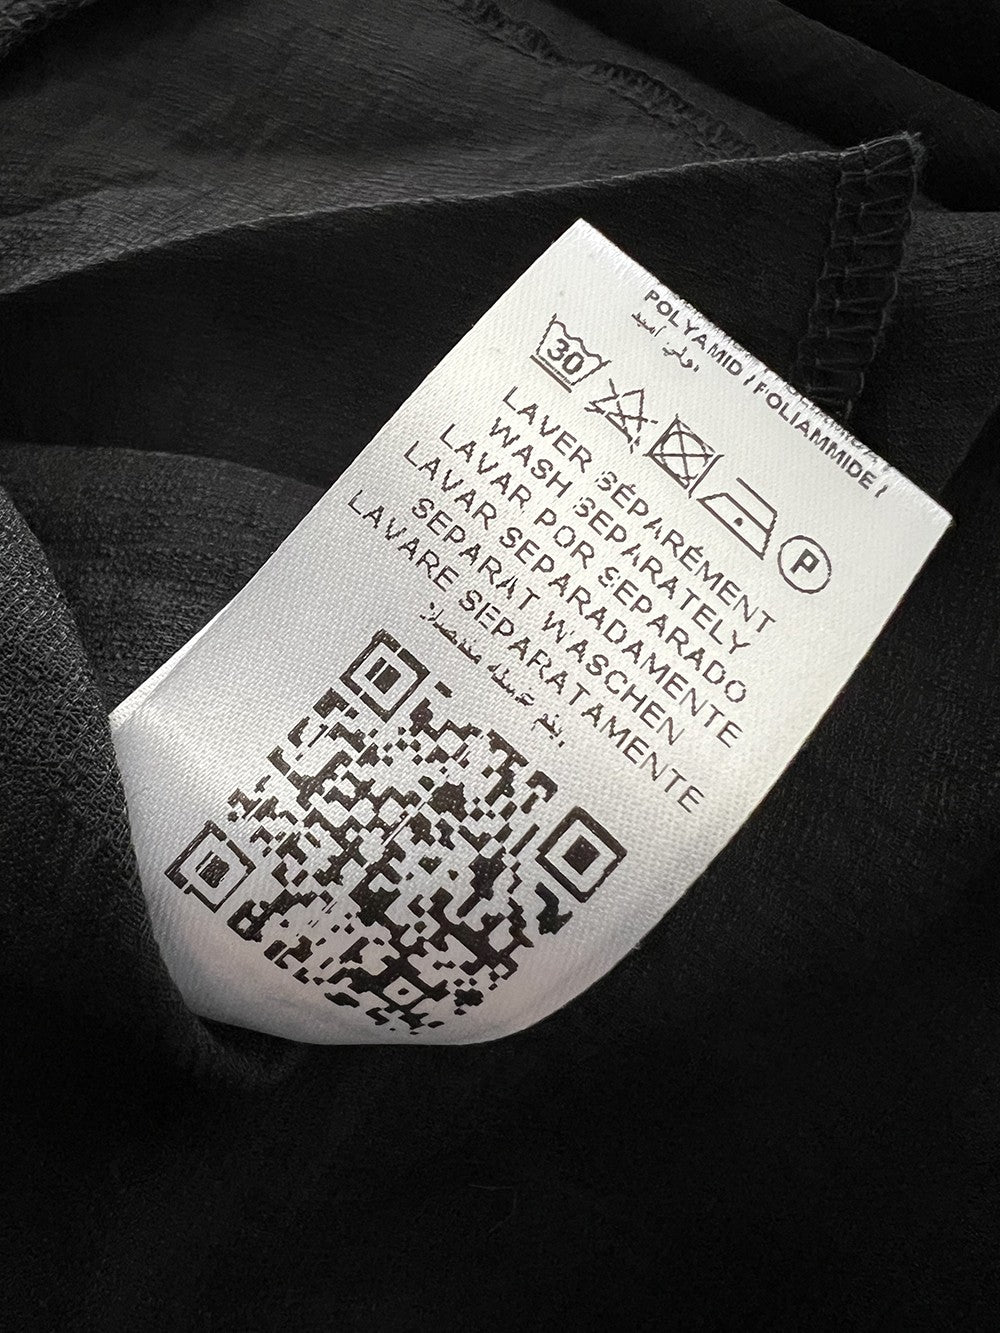 POLYAMID / POLIAMMIDE /
بولي أميد
30
P
LAVER SÉPARÉMENT
WASH SEPARATELY
LAVAR POR SEPARADO
LAVAR SEPARADAMENTE
SEPARAT WASCHEN
LAVARE SEPARATAMENTE